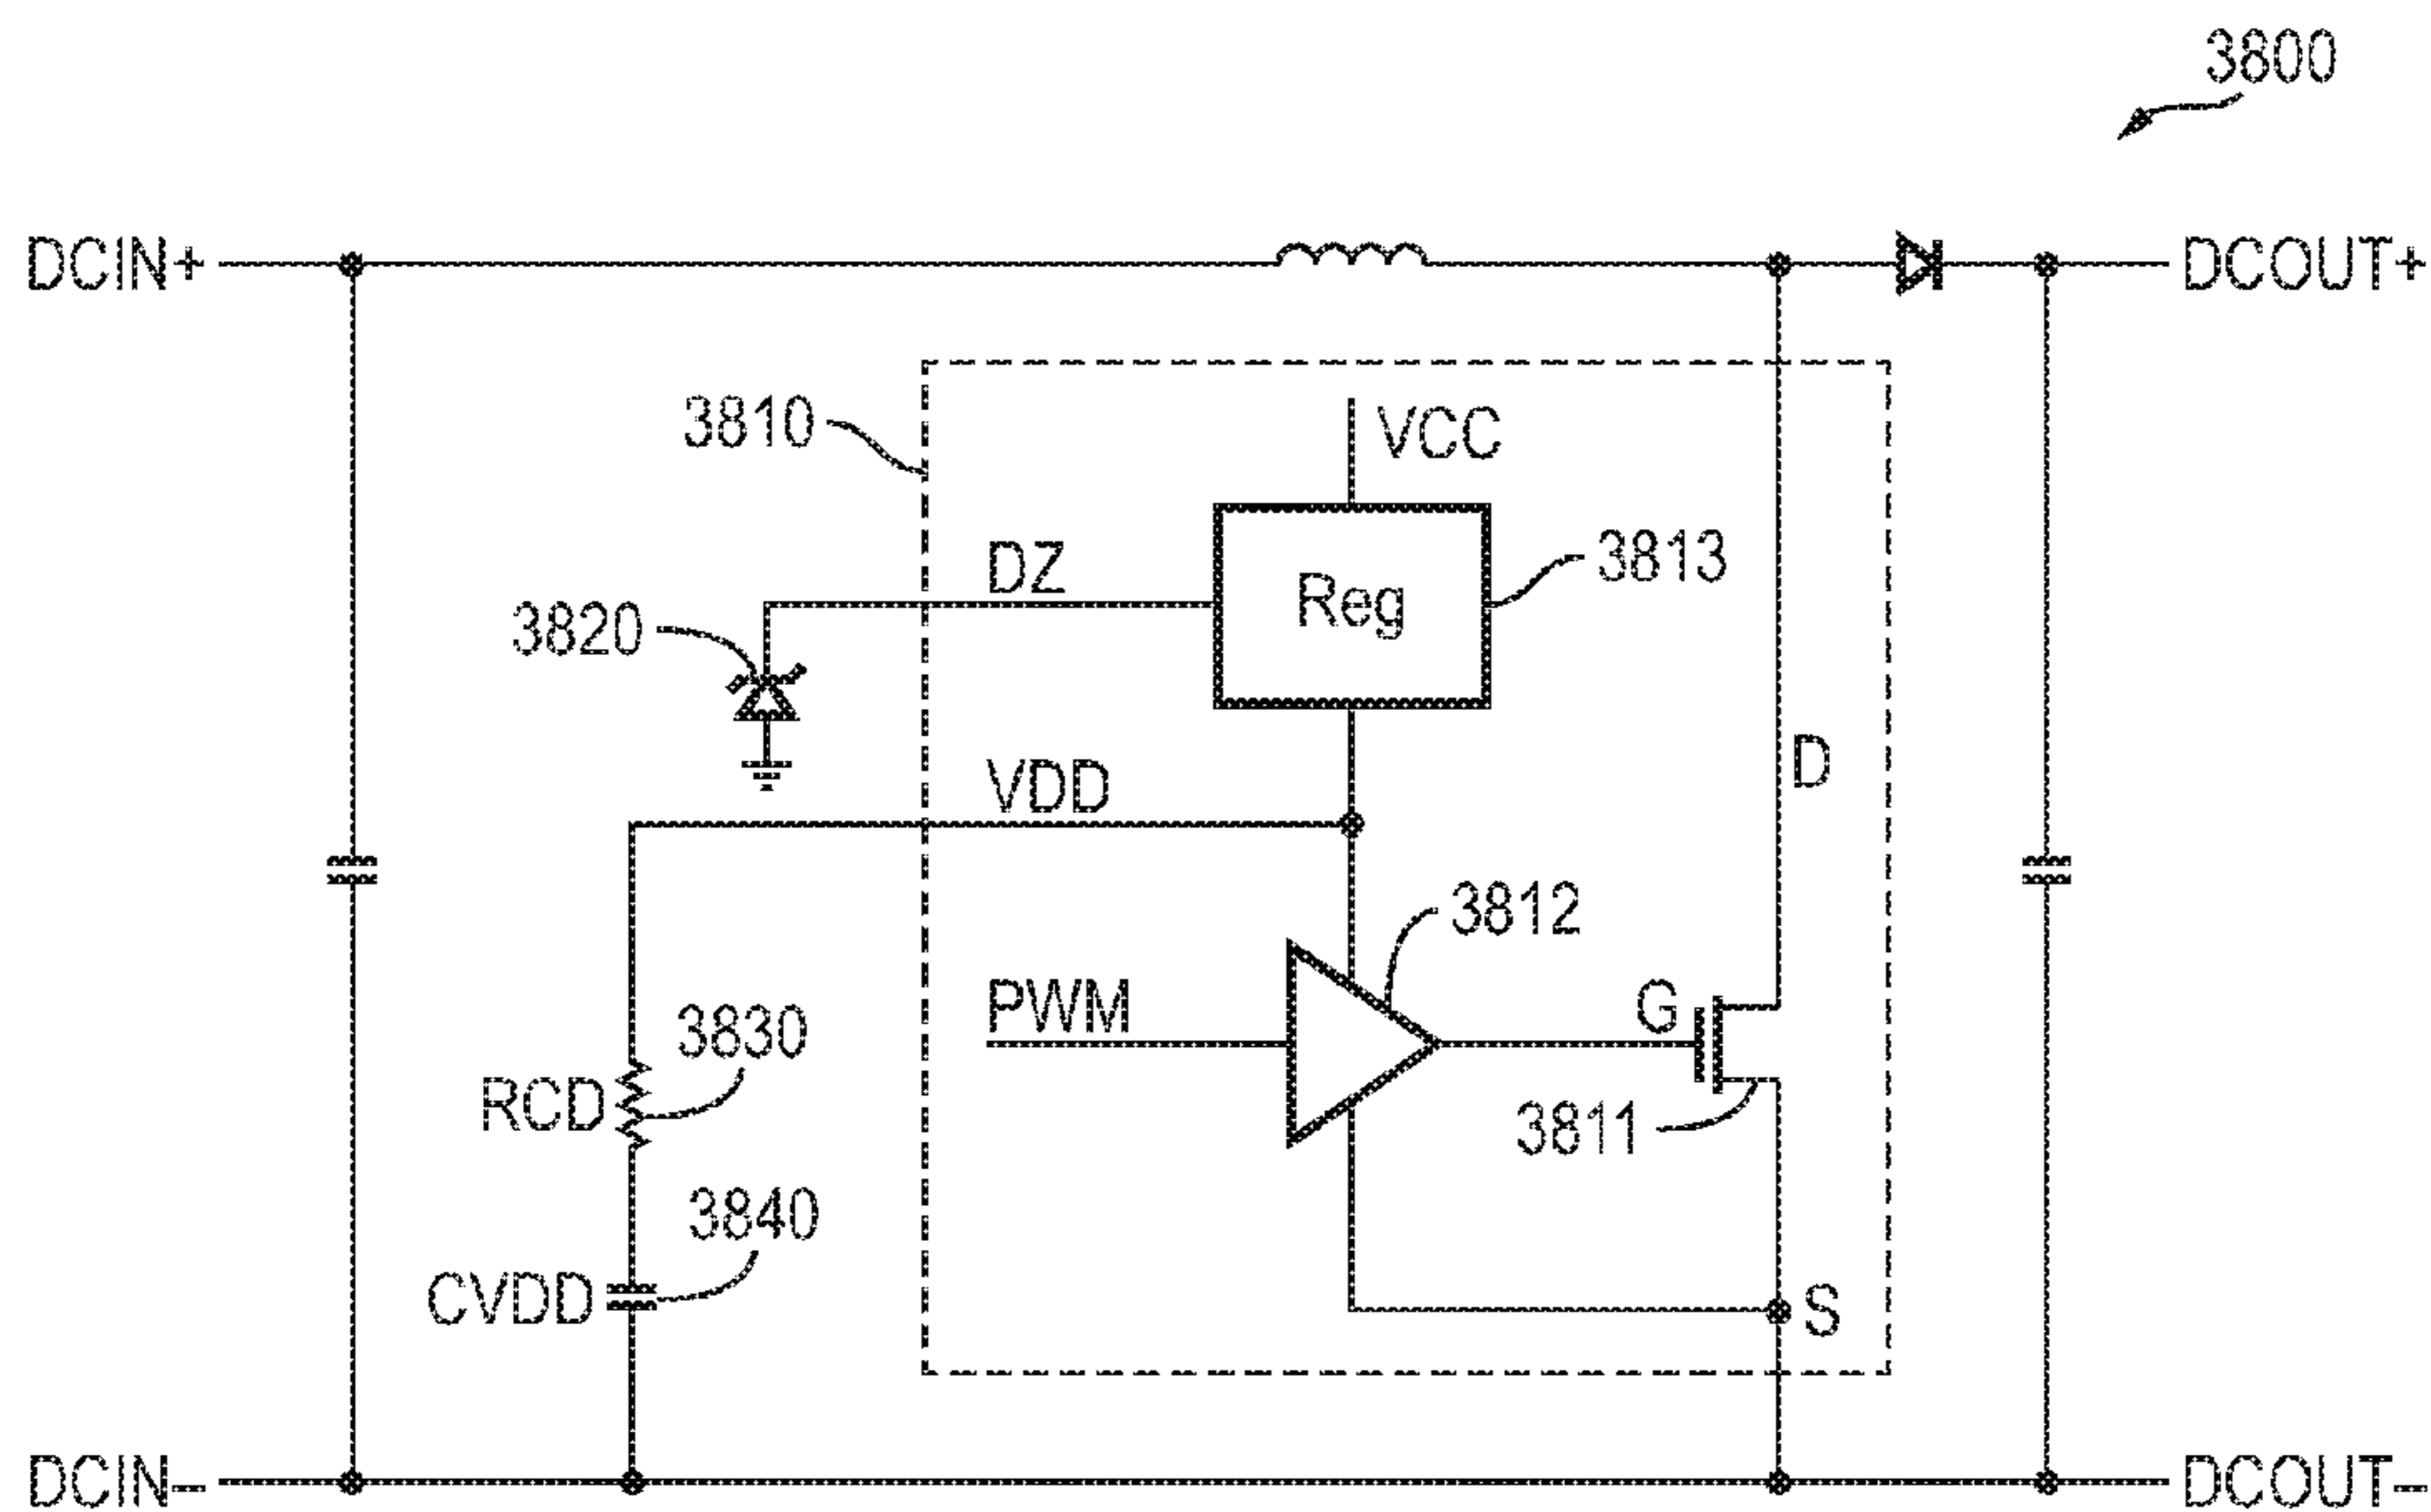 3800
DCIN+
DCOUT+
3810
VCC
DZ
3813
Reg
3820
VDD
D
3812
PWM
G
3830
RCD
3811
3840
CVDD
S
DCIN–
DCOUT–